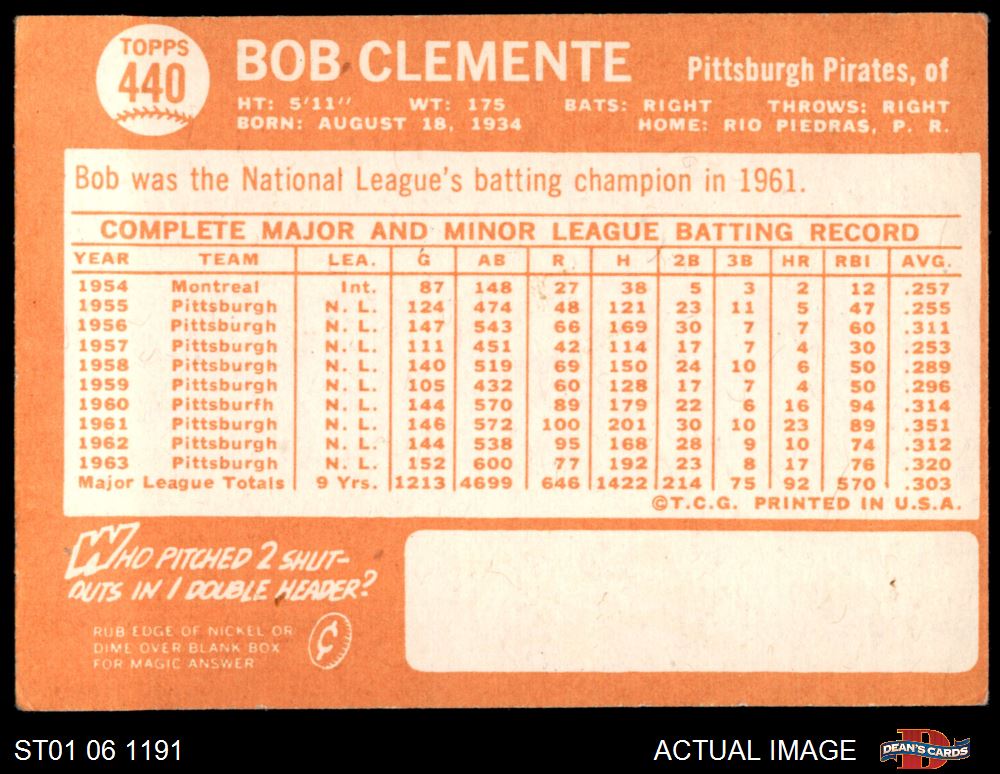 TOPPS
440
BOB CLEMENTE
Pittsburgh Pirates, of
HT: 5'11" WT: 175 BATS: RIGHT THROWS: RIGHT
BORN: AUGUST 18, 1934 HOME: RIO PIEDRAS, P. R.
Bob was the National League's batting champion in 1961.
COMPLETE MAJOR AND MINOR LEAGUE BATTING RECORD
YEAR TEAM LEA. G AB R H 2B 3B HR RBI AVG.
1954 Montreal Int. 87 148 27 38 5 3 2 12 .257
1955 Pittsburgh N. L. 124 474 48 121 23 11 5 47 .255
1956 Pittsburgh N. L. 147 543 66 169 30 7 7 60 .311
1957 Pittsburgh N. L. 111 451 42 114 17 7 4 30 .253
1958 Pittsburgh N. L. 140 519 69 150 24 10 6 50 .289
1959 Pittsburgh N. L. 105 432 60 128 17 7 4 50 .296
1960 Pittsburfh N. L. 144 570 89 179 22 6 16 94 .314
1961 Pittsburgh N. L. 146 572 100 201 30 10 23 89 .351
1962 Pittsburgh N. L. 144 538 95 168 28 9 10 74 .312
1963 Pittsburgh N. L. 152 600 77 192 23 8 17 76 .320
Major League Totals 9 Yrs. 1213 4699 646 1422 214 75 92 570 .303
©T.C.G. PRINTED IN U.S.A.
WHO PITCHED 2 SHUT-
OUTS IN 1 DOUBLE HEADER?
RUB EDGE OF NICKEL OR
DIME OVER BLANK BOX
FOR MAGIC ANSWER
¢
ST01 06 1191
ACTUAL IMAGE
D
DEAN'S CARDS